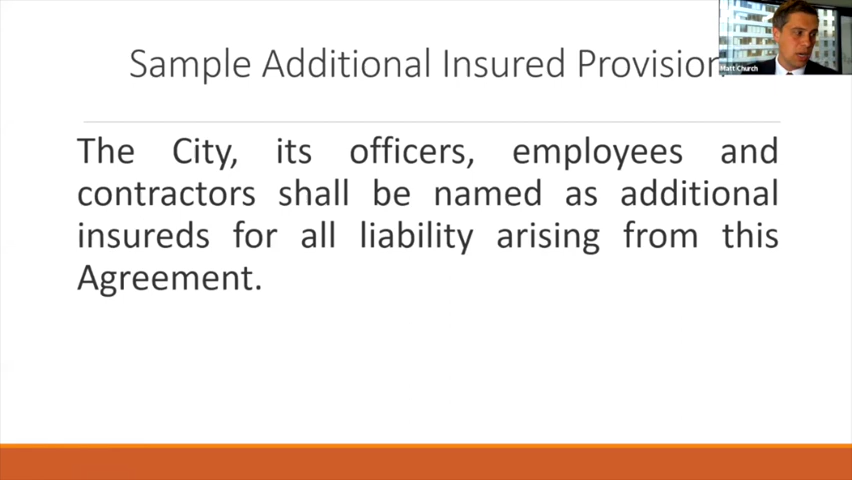 Sample Additional Insured Provision
Matt Church
The City, its officers, employees and
contractors shall be named as additional
insureds for all liability arising from this
Agreement.